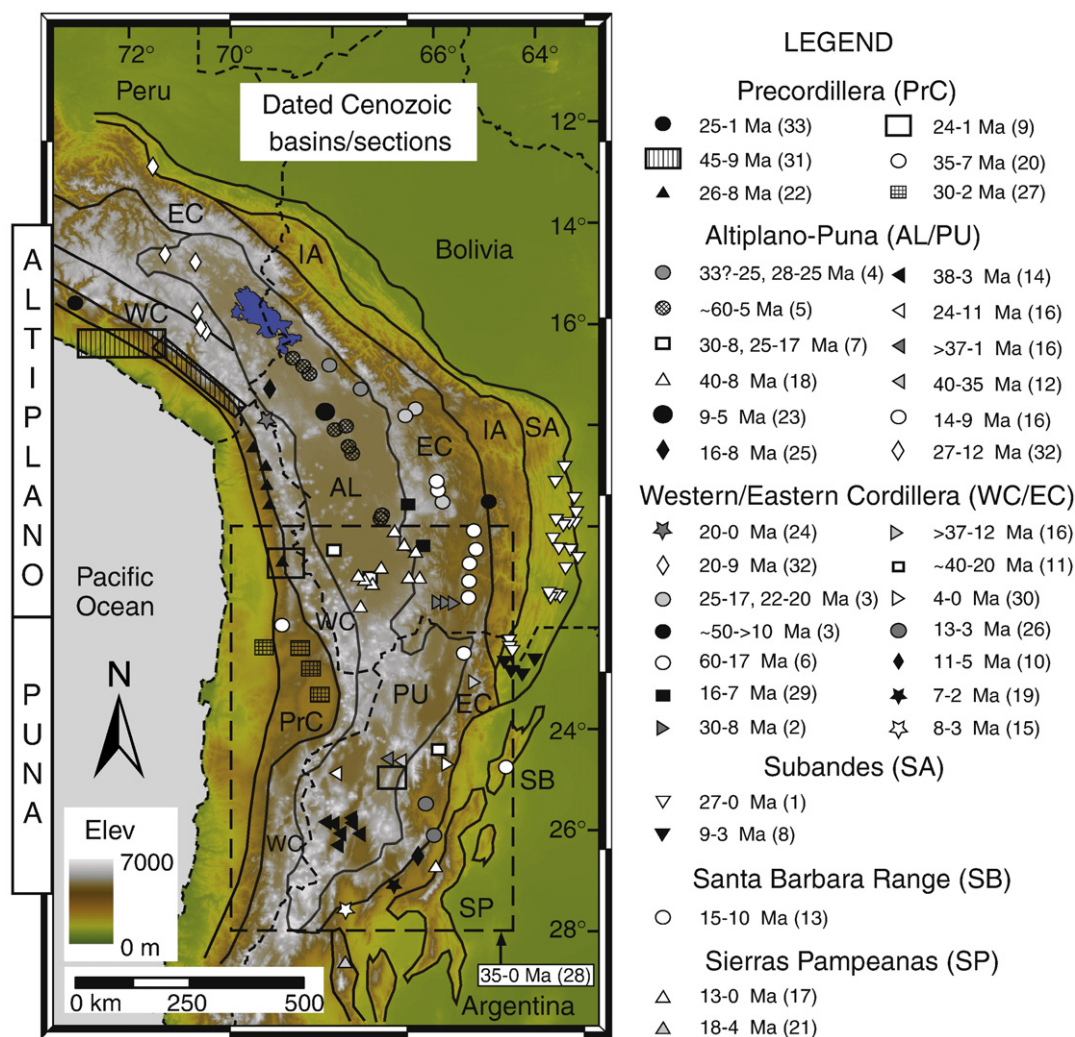 72° 70° 68° 66° 64°
Peru
Dated Cenozoic
basins/sections
12°
14°
EC
IA
Bolivia
WC
16°
EC
IA
SA
AL
ALTIPLANO
Pacific
Ocean
WC
PUNA
N
PU
EC
PrC
24°
SB
Elev
7000
0 m
WC
26°
SP
28°
35-0 Ma (28)
0 km 250 500
Argentina
LEGEND
Precordillera (PrC)
25-1 Ma (33)
24-1 Ma (9)
45-9 Ma (31)
35-7 Ma (20)
26-8 Ma (22)
30-2 Ma (27)
Altiplano-Puna (AL/PU)
33?-25, 28-25 Ma (4)
38-3 Ma (14)
~60-5 Ma (5)
24-11 Ma (16)
30-8, 25-17 Ma (7)
>37-1 Ma (16)
40-8 Ma (18)
40-35 Ma (12)
9-5 Ma (23)
14-9 Ma (16)
16-8 Ma (25)
27-12 Ma (32)
Western/Eastern Cordillera (WC/EC)
20-0 Ma (24)
>37-12 Ma (16)
20-9 Ma (32)
~40-20 Ma (11)
25-17, 22-20 Ma (3)
4-0 Ma (30)
~50->10 Ma (3)
13-3 Ma (26)
60-17 Ma (6)
11-5 Ma (10)
16-7 Ma (29)
7-2 Ma (19)
30-8 Ma (2)
8-3 Ma (15)
Subandes (SA)
27-0 Ma (1)
9-3 Ma (8)
Santa Barbara Range (SB)
15-10 Ma (13)
Sierras Pampeanas (SP)
13-0 Ma (17)
18-4 Ma (21)